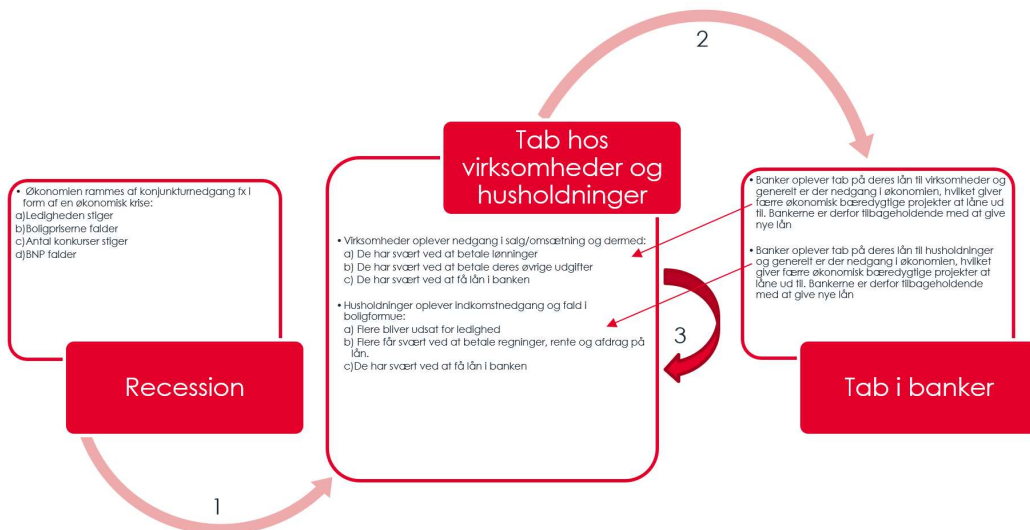 • Økonomien rammes af konjunkturnedgang fx i
form af en økonomisk krise:
a)Ledigheden stiger
b)Boligpriserne falder
c)Antal konkurser stiger
d)BNP falder
Recession
1
Tab hos
virksomheder og
husholdninger
• Virksomheder oplever nedgang i salg/omsætning og dermed:
a) De har svært ved at betale lønninger
b) De har svært ved at betale deres øvrige udgifter
c) De har svært ved at få lån i banken
• Husholdninger oplever indkomstnedgang og fald i
boligformue:
a) Flere bliver udsat for ledighed
b) Flere får svært ved at betale regninger, rente og afdrag på
lån.
c)De har svært ved at få lån i banken
2
3
• Banker oplever tab på deres lån til virksomheder og
generelt er der nedgang i økonomien, hvilket giver
færre økonomisk bæredygtige projekter at låne ud
til. Bankerne er derfor tilbageholdende med at give
nye lån
• Banker oplever tab på deres lån til husholdninger
og generelt er der nedgang i økonomien, hvilket
giver færre økonomisk bæredygtige projekter at
låne ud til. Bankerne er derfor tilbageholdende
med at give nye lån
Tab i banker